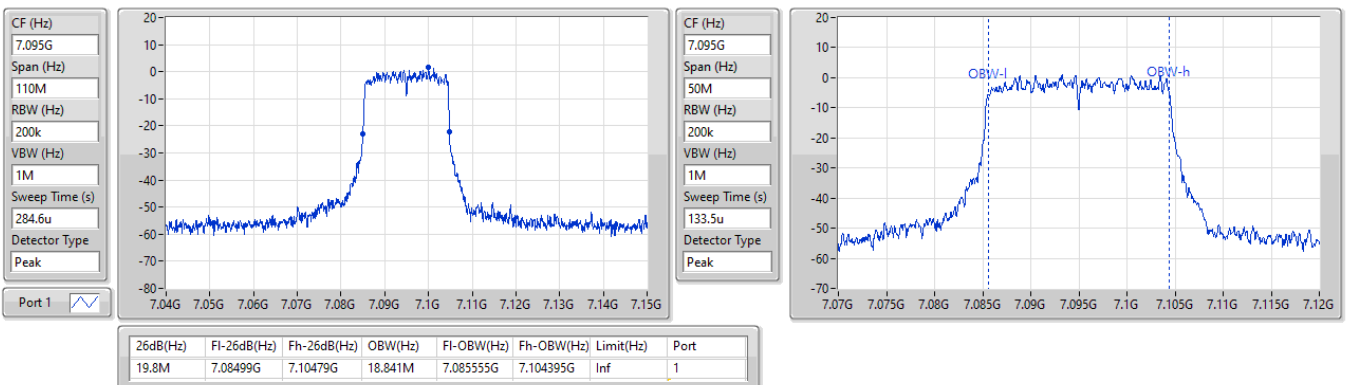 CF (Hz)
7.095G
Span (Hz)
110M
RBW (Hz)
200k
VBW (Hz)
1M
Sweep Time (s)
284.6u
Detector Type
Peak
Port 1
20
10
0
-10
-20
-30
-40
-50
-60
-70
-80
7.04G 7.05G 7.06G 7.07G 7.08G 7.09G 7.1G 7.11G 7.12G 7.13G 7.14G 7.15G
CF (Hz)
7.095G
Span (Hz)
50M
RBW (Hz)
200k
VBW (Hz)
1M
Sweep Time (s)
133.5u
Detector Type
Peak
20
10
0
-10
-20
-30
-40
-50
-60
-70
OBW-l OBW-h
7.07G 7.075G 7.08G 7.085G 7.09G 7.095G 7.1G 7.105G 7.11G 7.115G 7.12G
26dB(Hz) Fl-26dB(Hz) Fh-26dB(Hz) OBW(Hz) Fl-OBW(Hz) Fh-OBW(Hz) Limit(Hz) Port
19.8M 7.08499G 7.10479G 18.841M 7.085555G 7.104395G Inf 1